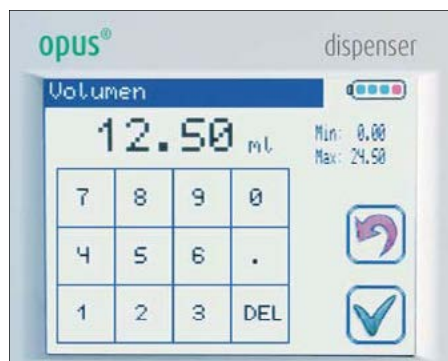 opus® dispenser
Volumen
12.50 ml
Min: 0.00
Max: 24.50
7 8 9 0
4 5 6 .
1 2 3 DEL